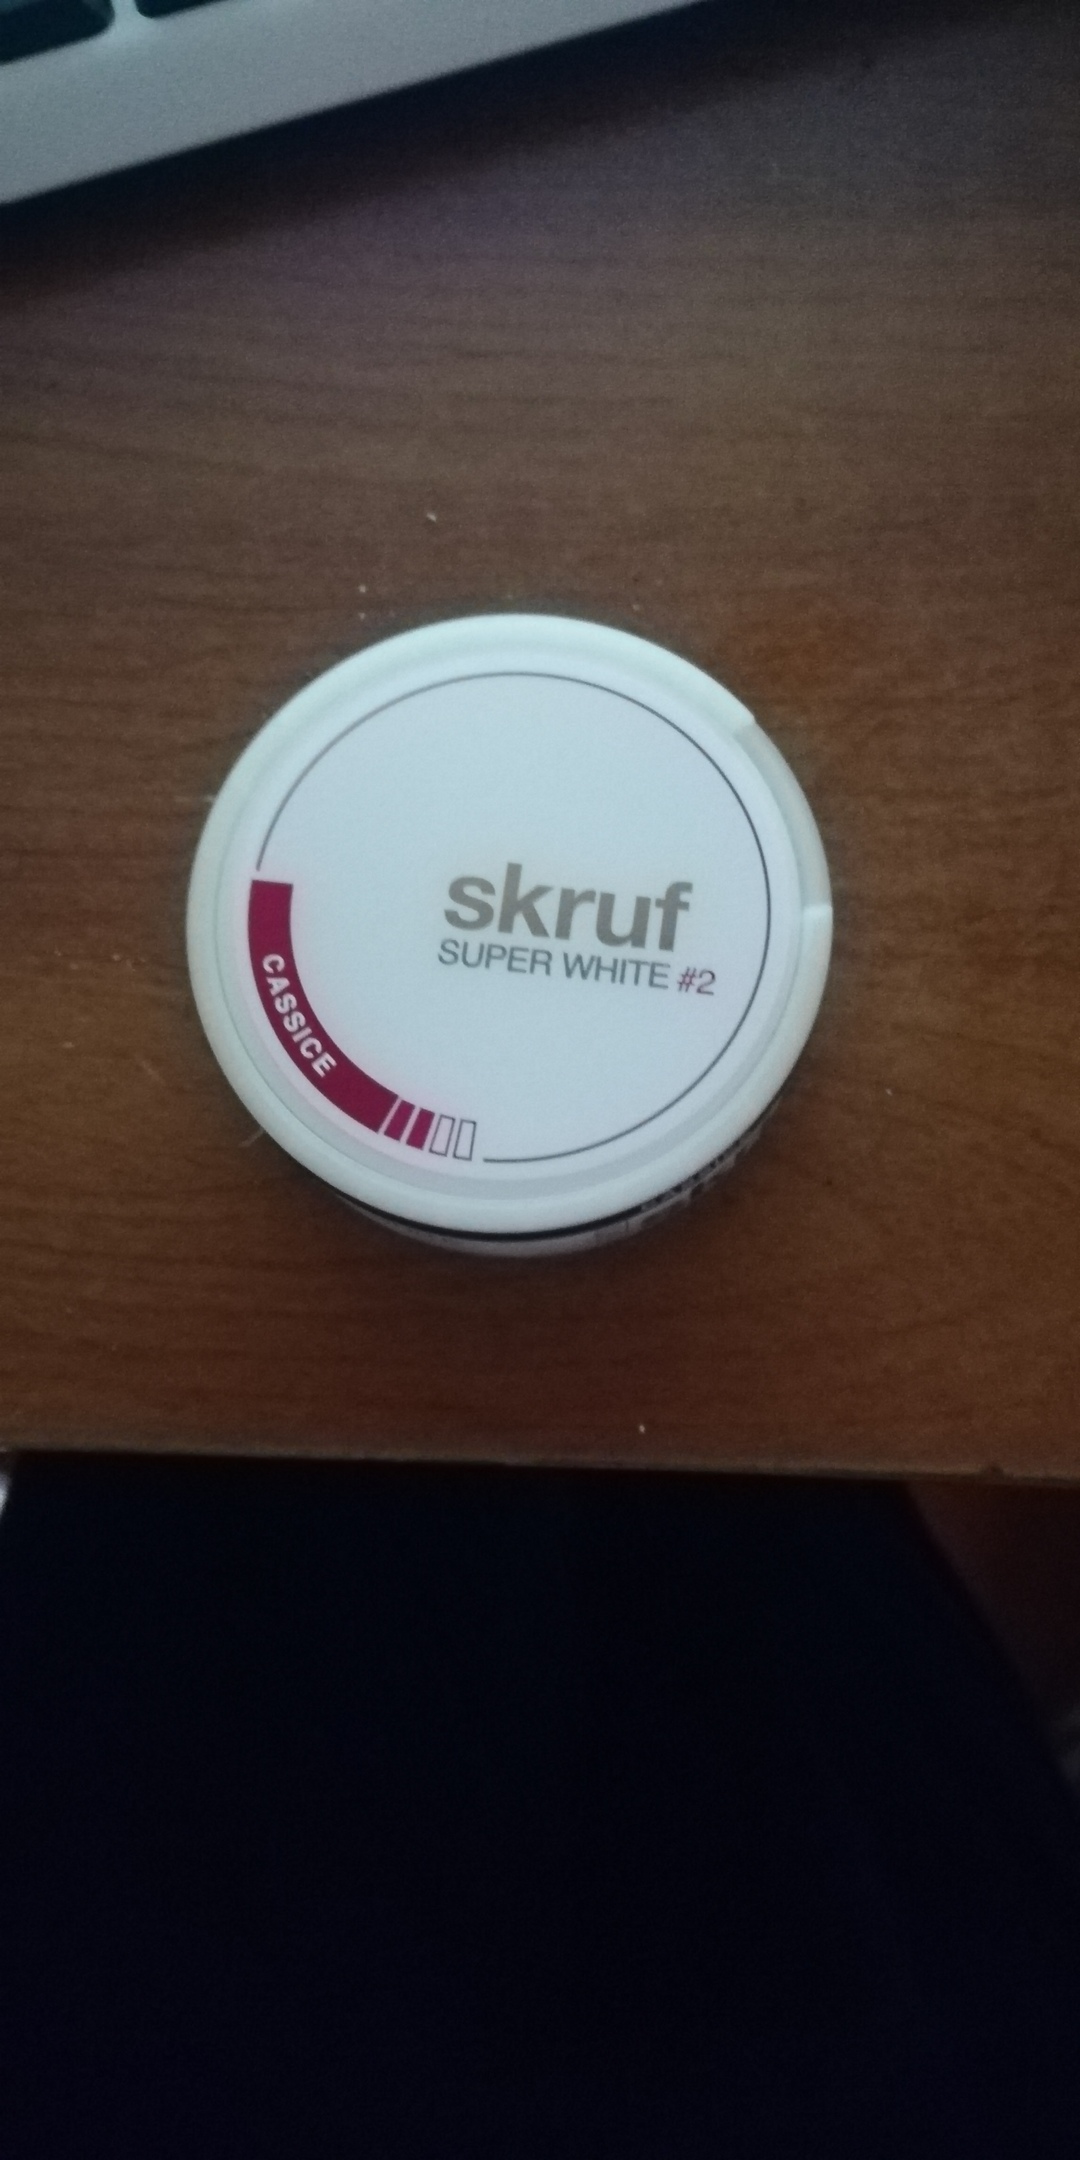 skruf
SUPER WHITE #2
CASSICE